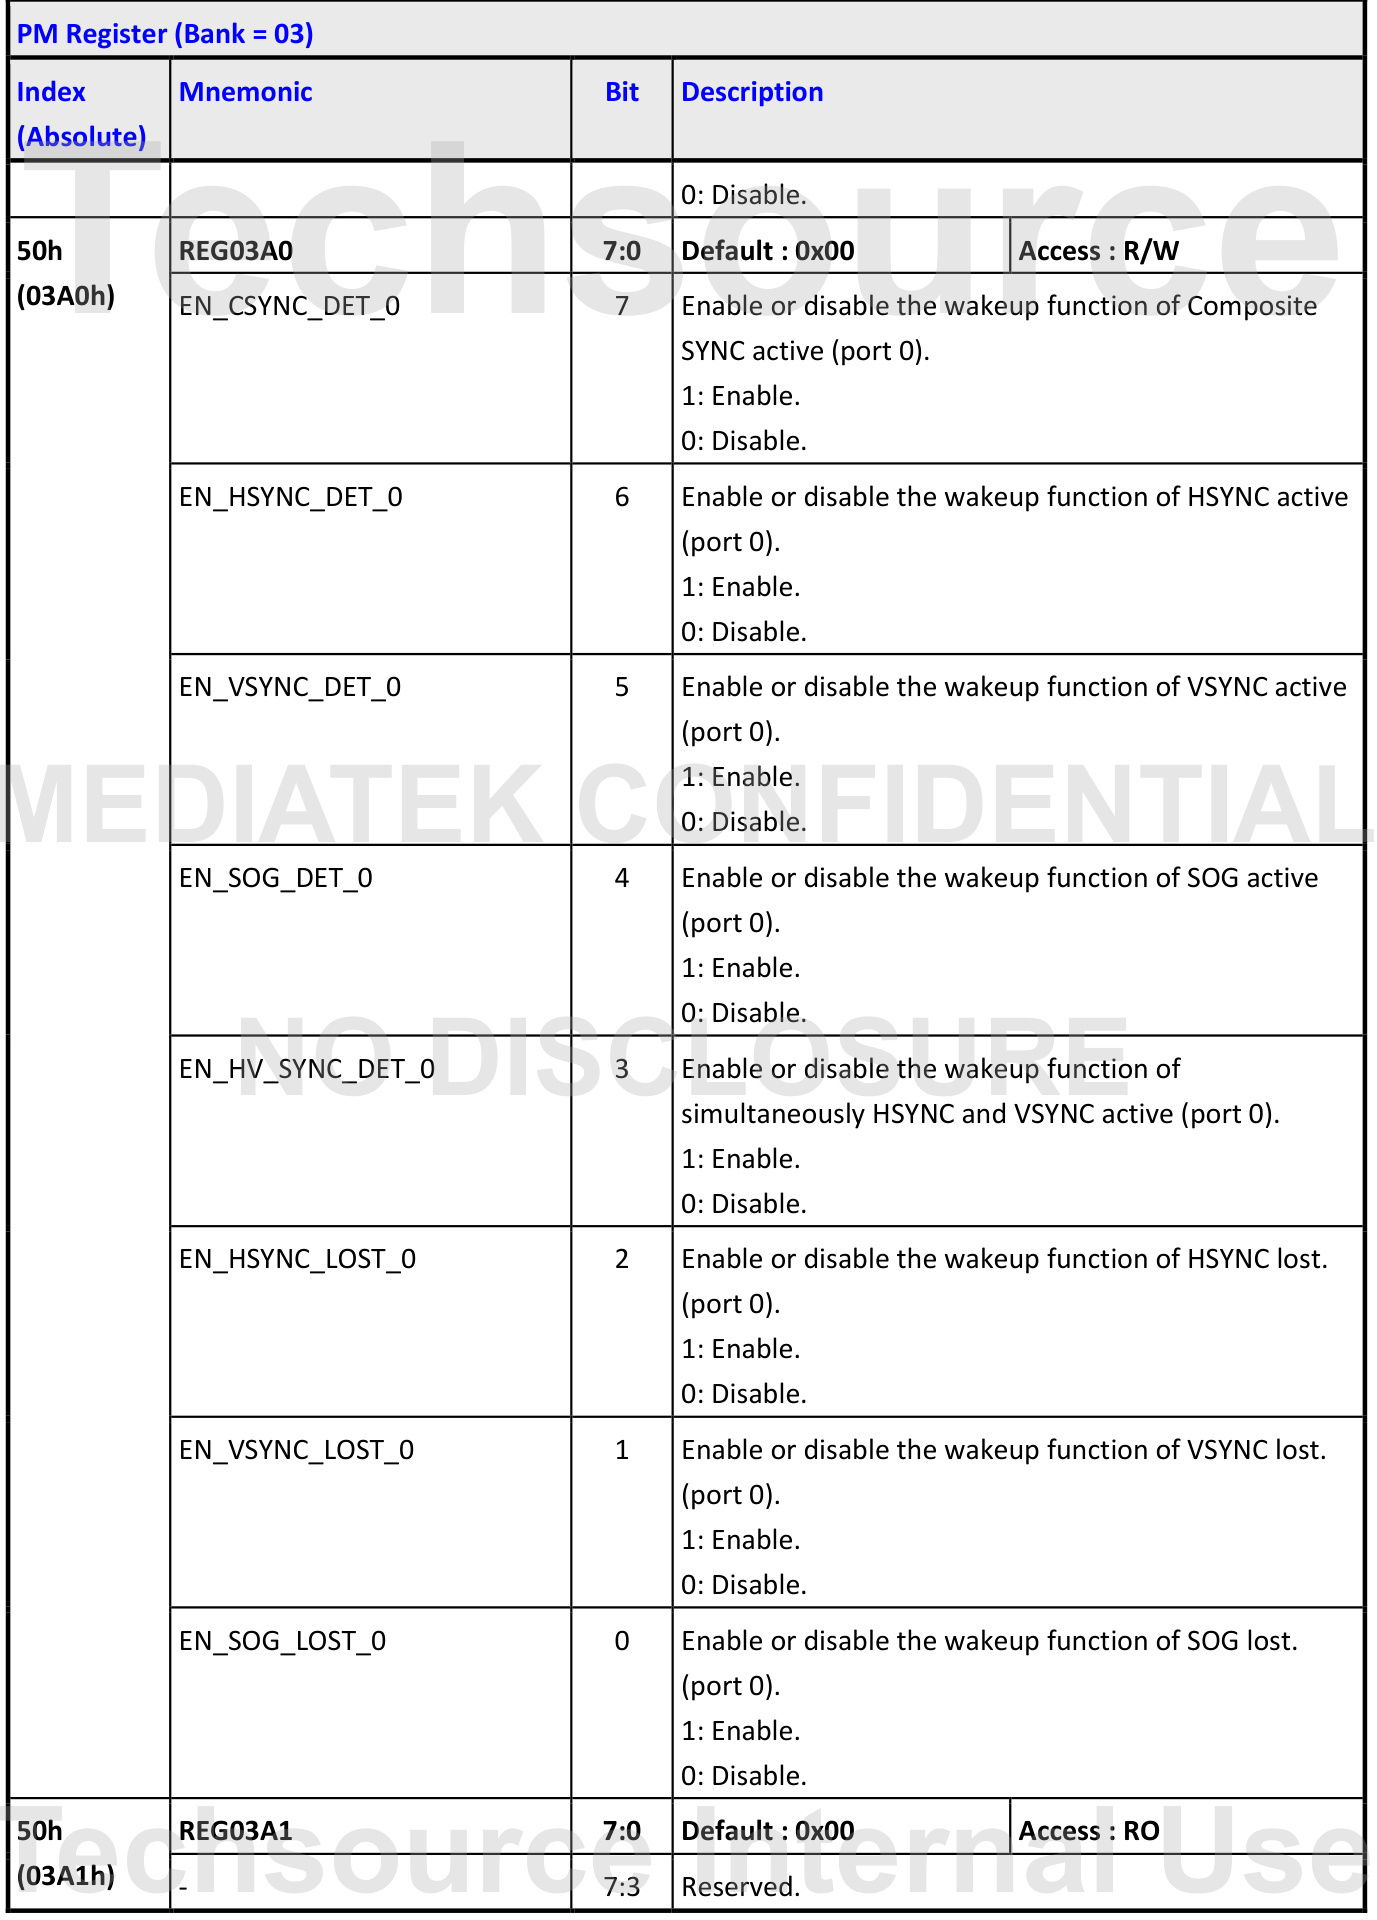 PM Register (Bank = 03)
Index
(Absolute)
Mnemonic
Bit
Description
0: Disable.
50h
(03A0h)
REG03A0
7:0
Default : 0x00
Access : R/W
EN_CSYNC_DET_0
7
Enable or disable the wakeup function of Composite
SYNC active (port 0).
1: Enable.
0: Disable.
EN_HSYNC_DET_0
6
Enable or disable the wakeup function of HSYNC active
(port 0).
1: Enable.
0: Disable.
EN_VSYNC_DET_0
5
Enable or disable the wakeup function of VSYNC active
(port 0).
1: Enable.
0: Disable.
EN_SOG_DET_0
4
Enable or disable the wakeup function of SOG active
(port 0).
1: Enable.
0: Disable.
EN_HV_SYNC_DET_0
3
Enable or disable the wakeup function of
simultaneously HSYNC and VSYNC active (port 0).
1: Enable.
0: Disable.
EN_HSYNC_LOST_0
2
Enable or disable the wakeup function of HSYNC lost.
(port 0).
1: Enable.
0: Disable.
EN_VSYNC_LOST_0
1
Enable or disable the wakeup function of VSYNC lost.
(port 0).
1: Enable.
0: Disable.
EN_SOG_LOST_0
0
Enable or disable the wakeup function of SOG lost.
(port 0).
1: Enable.
0: Disable.
50h
(03A1h)
REG03A1
7:0
Default : 0x00
Access : RO
-
7:3
Reserved.
Techsource
MEDIATEK CONFIDENTIAL
NO DISCLOSURE
Techsource Internal Use